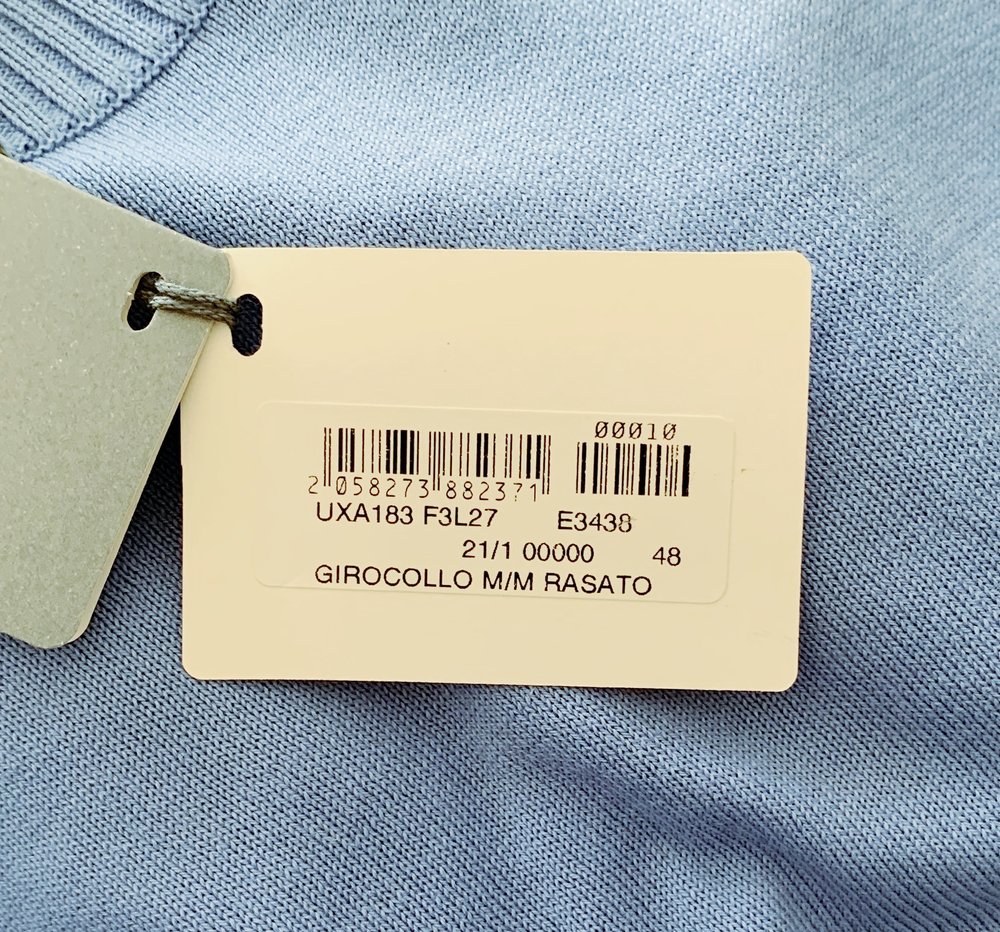 00010
2 058273 882371
UXA183 F3L27 E3438
21/1 00000 48
GIROCOLLO M/M RASATO